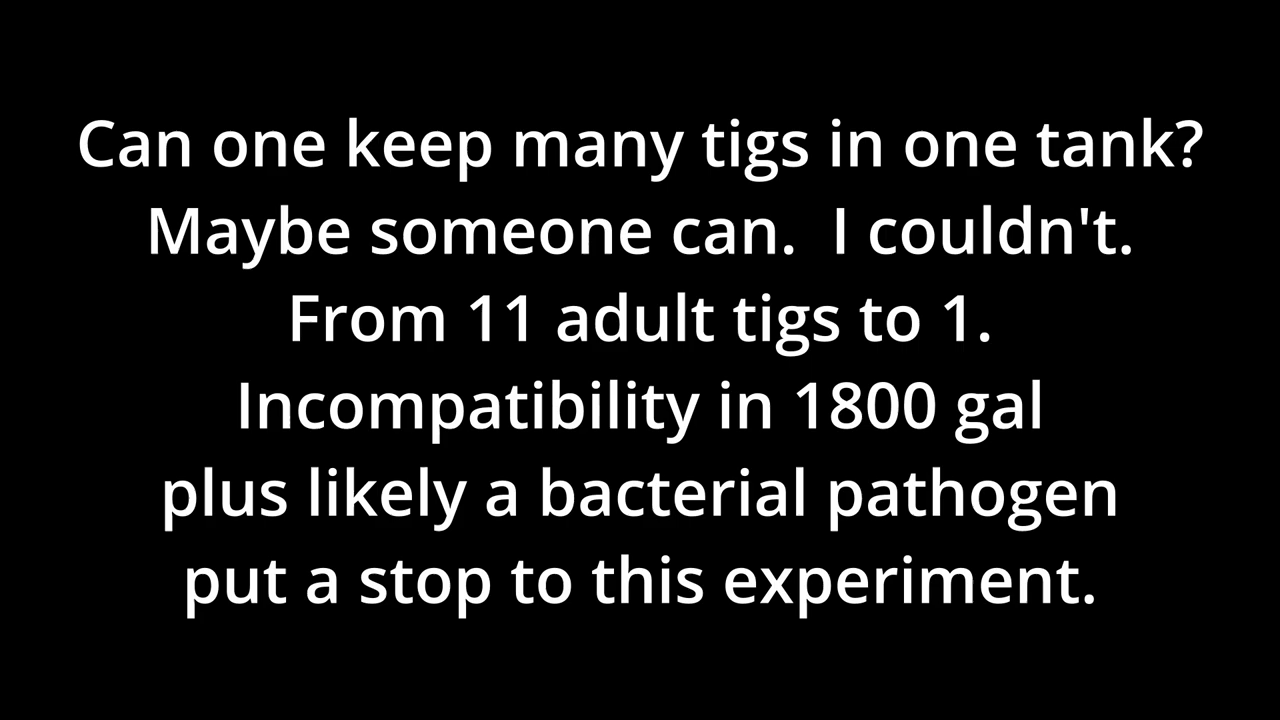 Can one keep many tigs in one tank?
Maybe someone can.  I couldn't.
From 11 adult tigs to 1.
Incompatibility in 1800 gal
plus likely a bacterial pathogen
put a stop to this experiment.